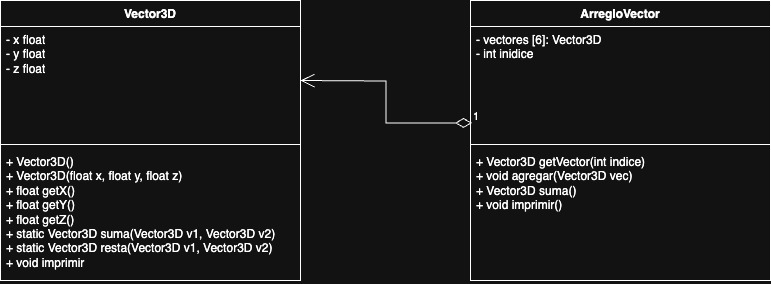 Vector3D
- x float
- y float
- z float
+ Vector3D()
+ Vector3D(float x, float y, float z)
+ float getX()
+ float getY()
+ float getZ()
+ static Vector3D suma(Vector3D v1, Vector3D v2)
+ static Vector3D resta(Vector3D v1, Vector3D v2)
+ void imprimir
1
ArregloVector
- vectores [6]: Vector3D
- int inidice
+ Vector3D getVector(int indice)
+ void agregar(Vector3D vec)
+ Vector3D suma()
+ void imprimir()